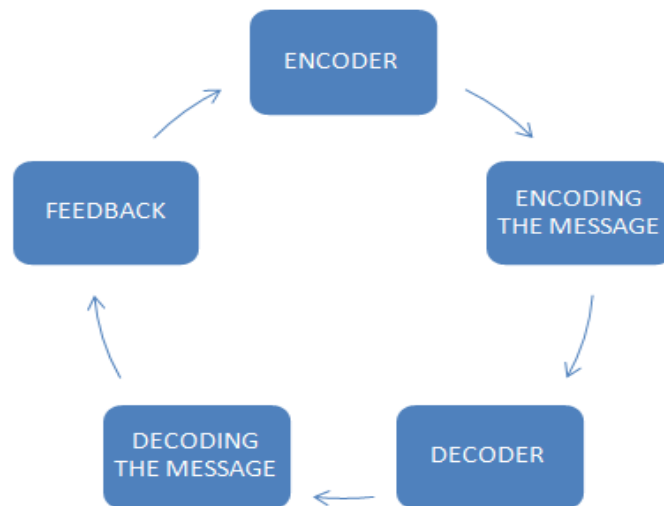 ENCODER
ENCODING
THE MESSAGE
DECODER
DECODING
THE MESSAGE
FEEDBACK